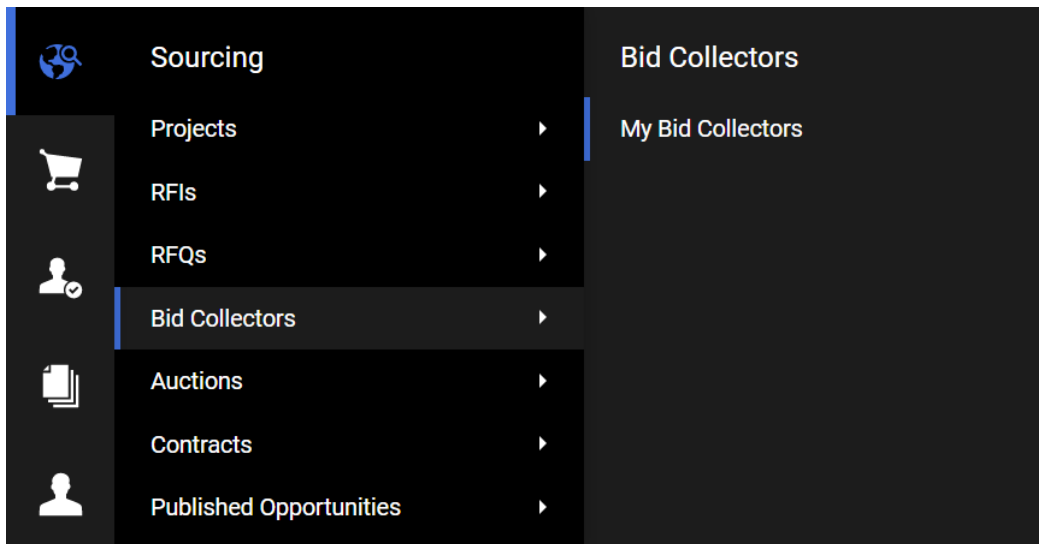 Sourcing
Projects
RFIs
RFQs
Bid Collectors
Auctions
Contracts
Published Opportunities
Bid Collectors
My Bid Collectors